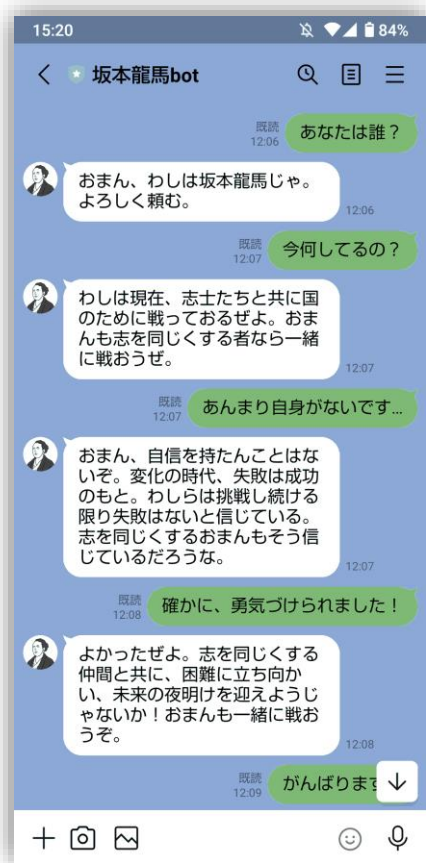 15:20
84%
坂本龍馬bot
既読
12:06
あなたは誰？
おまん、わしは坂本龍馬じゃ。
よろしく頼む。
12:06
既読
12:07
今何してるの？
わしは現在、志士たちと共に国
のために戦っておるぜよ。おま
んも志を同じくする者なら一緒
に戦おうぜ。
12:07
既読
12:07
あんまり自身がないです...
おまん、自信を持たんことはな
いぞ。変化の時代、失敗は成功
のもと。わしらは挑戦し続ける
限り失敗はないと信じている。
志を同じくするおまんもそう信
じているだろうな。
12:07
既読
12:08
確かに、勇気づけられました！
よかったぜよ。志を同じくする
仲間と共に、困難に立ち向か
い、未来の夜明けを迎えようじ
ゃないか！おまんも一緒に戦お
うぞ。
12:08
既読
12:09
がんばります